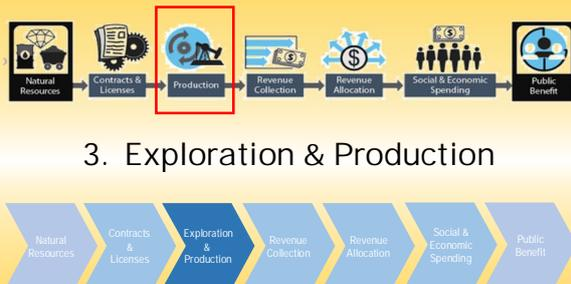 Natural
Resources
Contracts &
Licenses
Production
Revenue
Collection
Revenue
Allocation
Social & Economic
Spending
Public
Benefit
3. Exploration & Production
Natural
Resources
Contracts
&
Licenses
Exploration
&
Production
Revenue
Collection
Revenue
Allocation
Social &
Economic
Spending
Public
Benefit